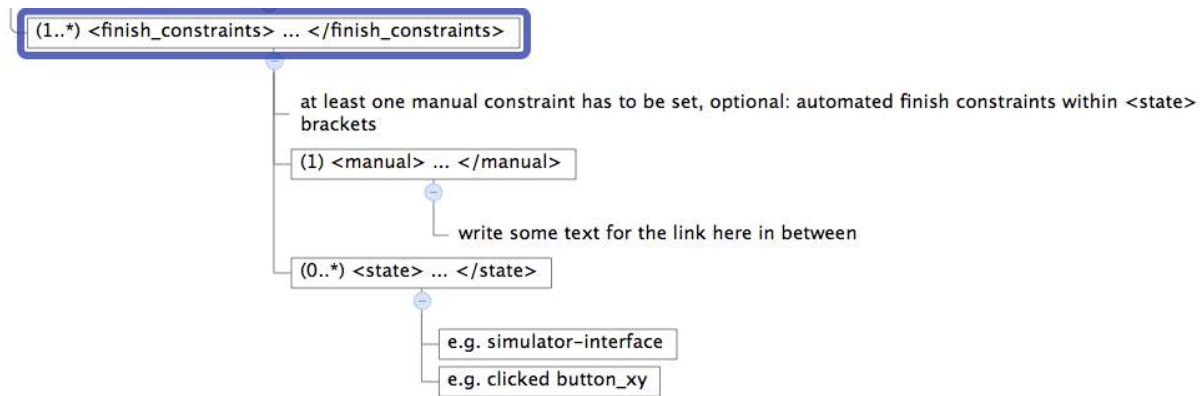 (1..*) <finish_constraints> ... </finish_constraints>
at least one manual constraint has to be set, optional: automated finish constraints within <state>
brackets
(1) <manual> ... </manual>
write some text for the link here in between
(0..*) <state> ... </state>
e.g. simulator-interface
e.g. clicked button_xy